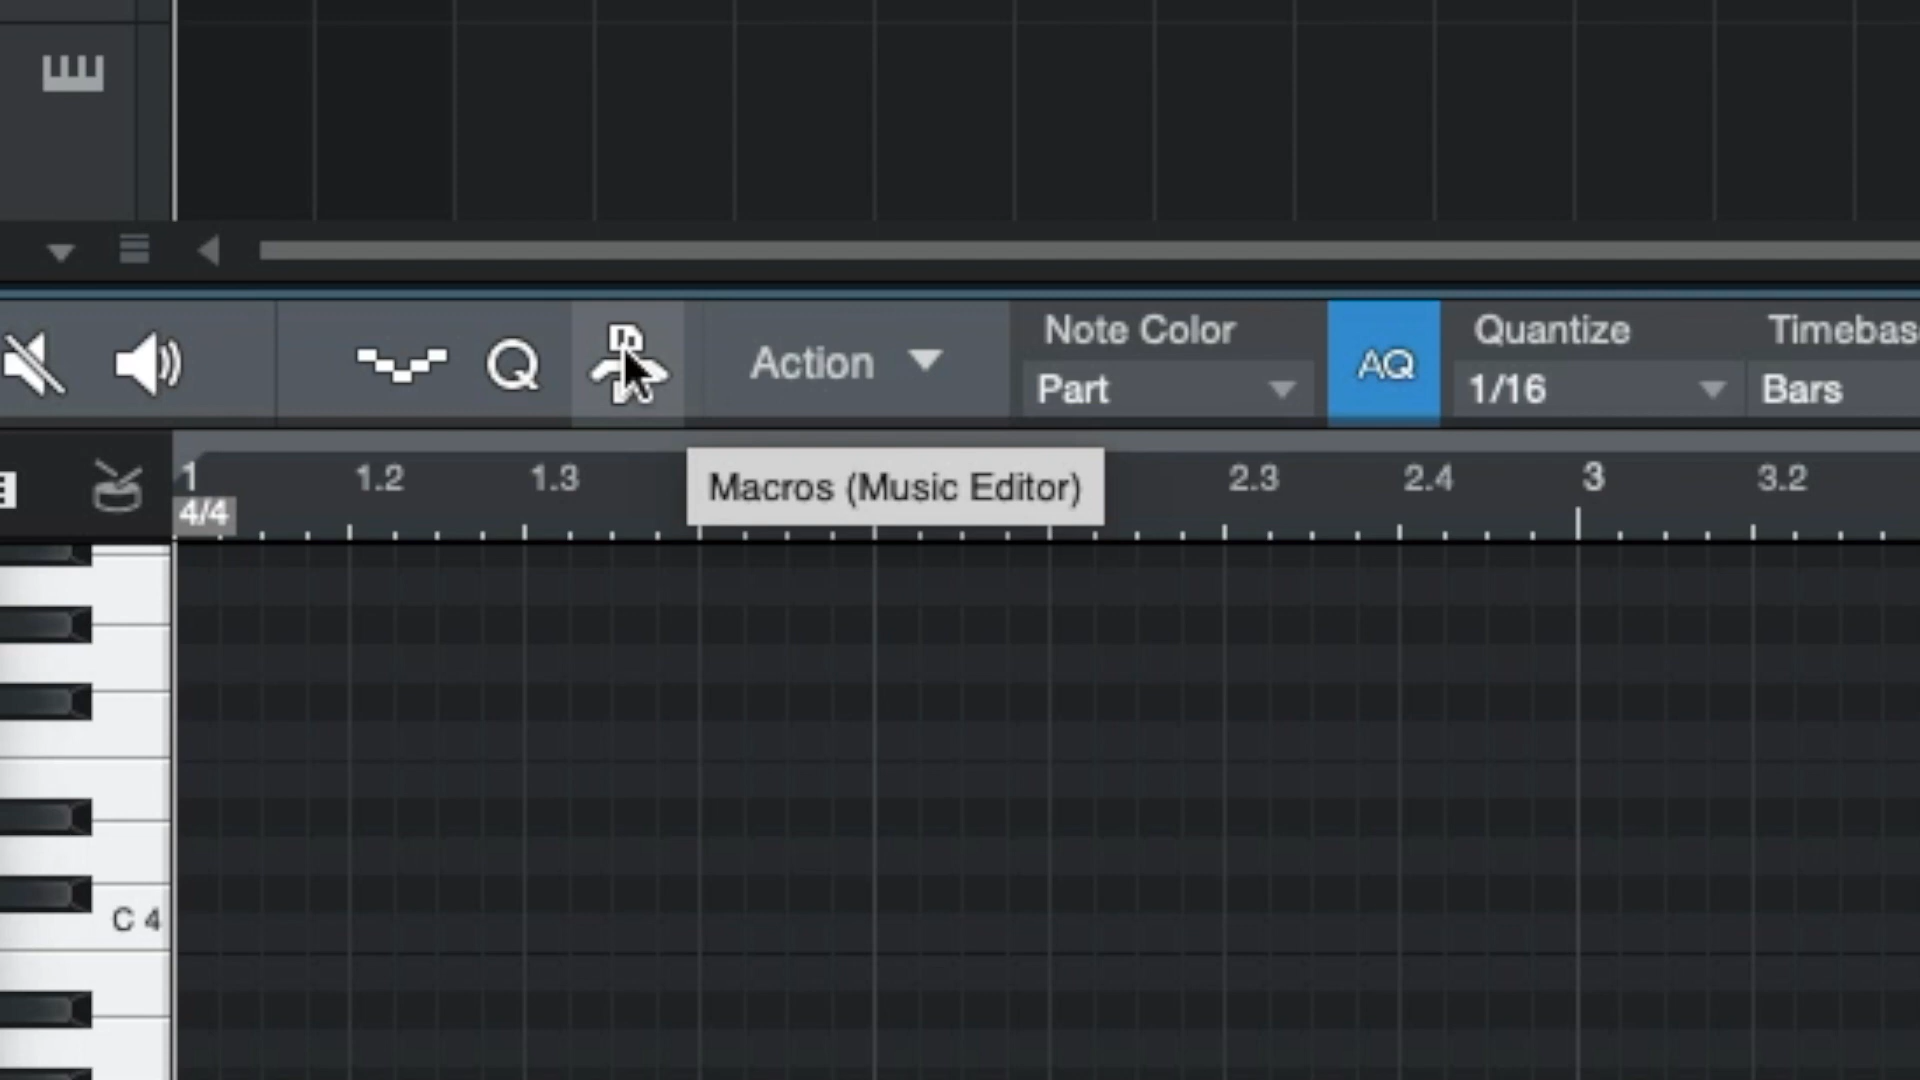 Action
Note Color
Part
AQ
Quantize
1/16
Timebas
Bars
1
1.2
1.3
2.3
2.4
3
3.2
4/4
Macros (Music Editor)
C 4